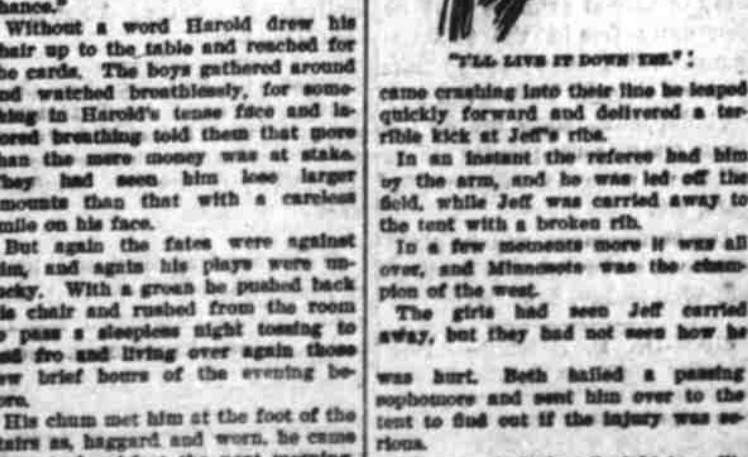 hance."
Without a word Harold drew his
hair up to the table and reached for
he cards. The boys gathered around
nd watched breathlessly, for some-
hing in Harold's tense face and la-
ored breathing told them that more
han the mere money was at stake.
They had seen him lose larger
mounts than that with a careless
mile on his face.
But again the fates were against
im, and again his plays were un-
ucky. With a groan he pushed back
is chair and rushed from the room
o pass a sleepless night tossing to
nd fro and living over again those
ew brief hours of the evening be-
ore.
His chum met him at the foot of the
tairs as, haggard and worn, he came
the next morning.
"I'LL LIVE IT DOWN YET."
came crashing into their line he leaped
quickly forward and delivered a ter-
rible kick at Jeff's ribs.
In an instant the referee had him
by the arm, and he was led off the
field, while Jeff was carried away to
the tent with a broken rib.
In a few moments more it was all
over, and Minnesota was the cham-
pion of the west.
The girls had seen Jeff carried
away, but they had not seen how he
was hurt. Beth hailed a passing
sophomore and sent him over to the
tent to find out if the injury was se-
rious.